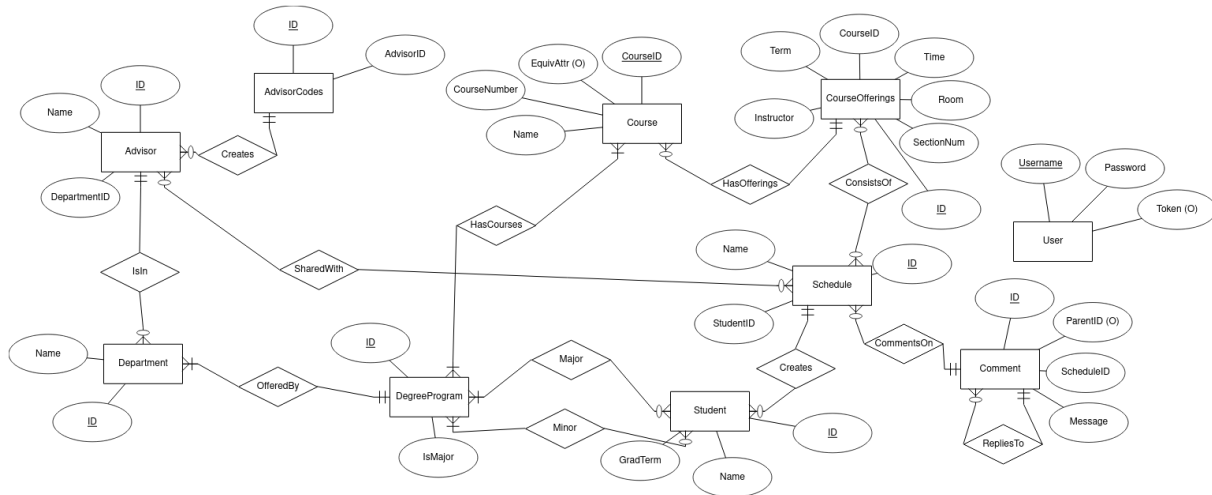 ID
AdvisorID
AdvisorCodes
ID
Name
Advisor
DepartmentID
Creates
EquivAttr (O)
CourseID
CourseNumber
Name
Course
CourseID
Term
Time
CourseOfferings
Room
Instructor
SectionNum
ID
HasOfferings
ConsistsOf
Username
Password
Token (O)
User
HasCourses
IsIn
SharedWith
Name
ID
Schedule
StudentID
Name
Department
ID
OfferedBy
ID
DegreeProgram
IsMajor
Major
Minor
Creates
Student
ID
GradTerm
Name
CommentsOn
ID
ParentID (O)
ScheduleID
Comment
Message
RepliesTo